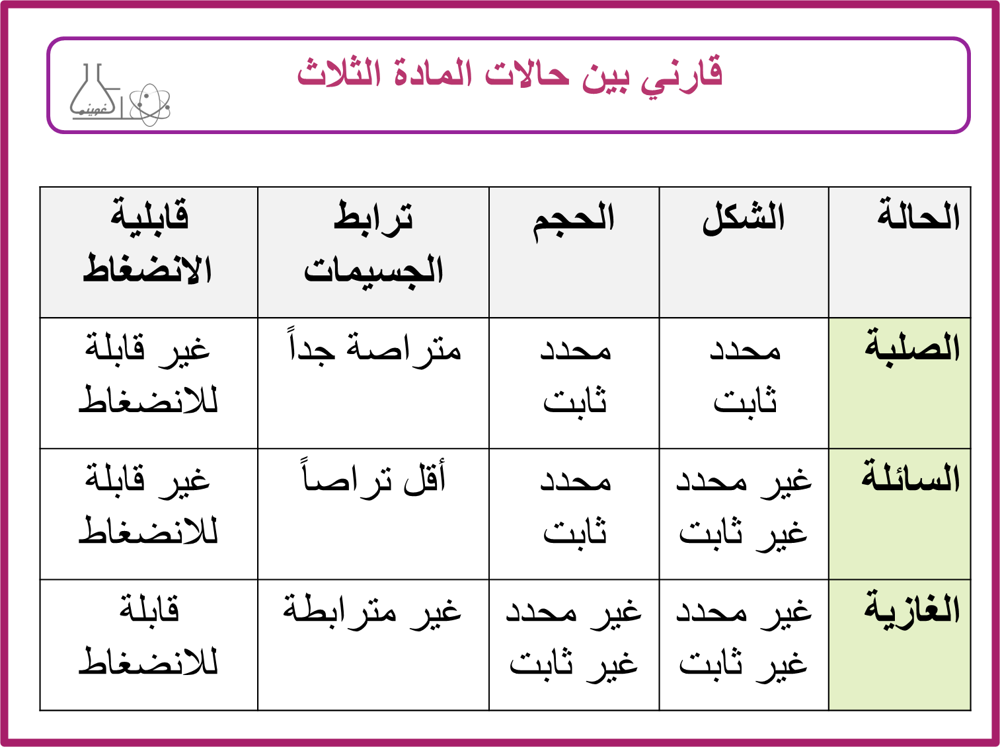 قارني بين حالات المادة الثلاث
غوينم
الحالة
الشكل
الحجم
ترابط
الجسيمات
قابلية
الانضغاط
الصلبة
محدد
ثابت
محدد
ثابت
متراصة جداً
غير قابلة
للانضغاط
السائلة
غير محدد
غير ثابت
محدد
ثابت
أقل تراصاً
غير قابلة
للانضغاط
الغازية
غير محدد
غير ثابت
غير محدد
غير ثابت
غير مترابطة
قابلة
للانضغاط